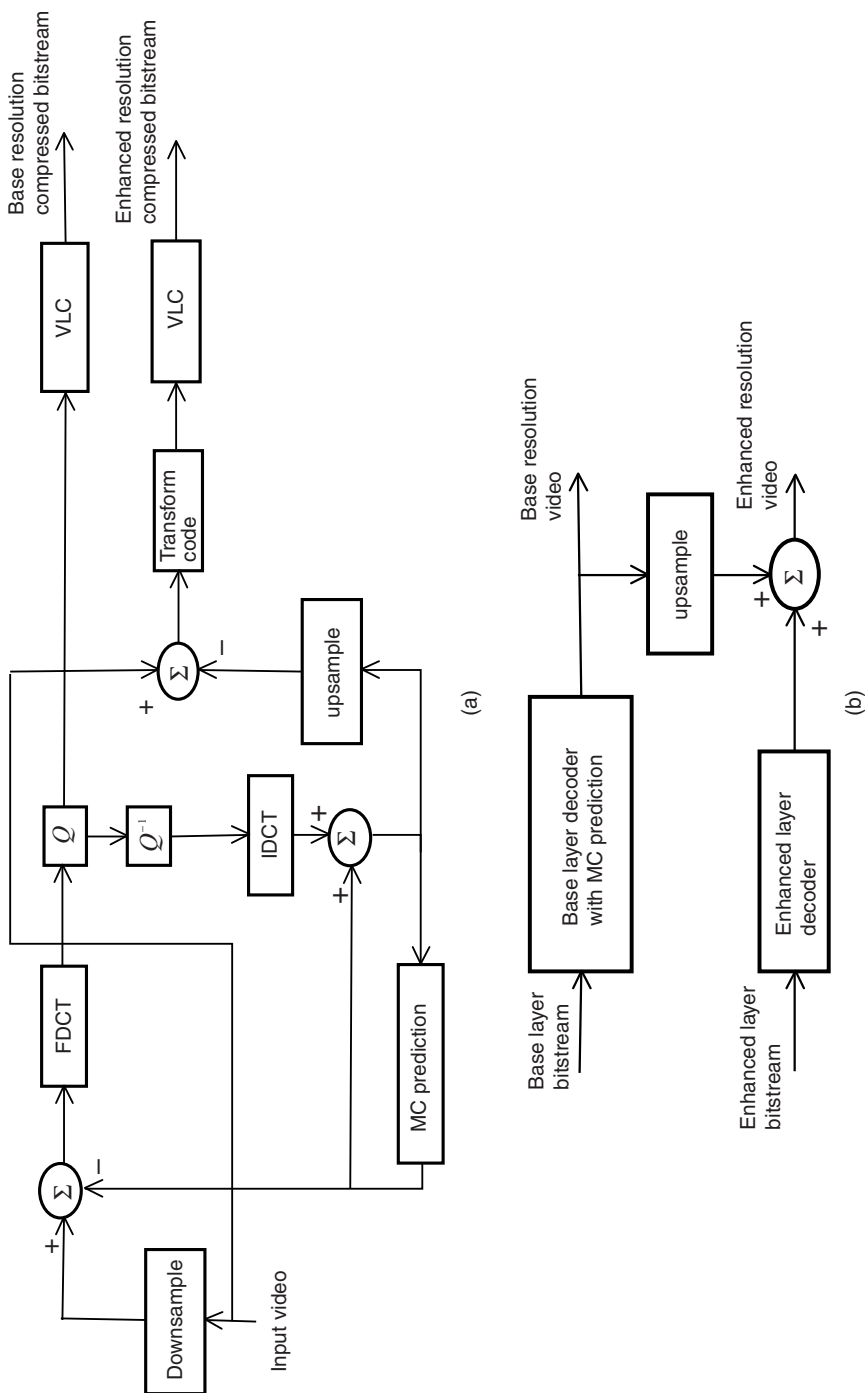 Base resolution
compressed bitstream
VLC
Enhanced resolution
compressed bitstream
VLC
Transform
code
Σ
+
−
upsample
Q
Q⁻¹
IDCT
+
Σ
+
FDCT
MC prediction
Σ
+
−
Downsample
Input video
(a)
Base layer
bitstream
Base layer decoder
with MC prediction
Base resolution
video
upsample
Enhanced layer
bitstream
Enhanced layer
decoder
+
+
Σ
Enhanced resolution
video
(b)